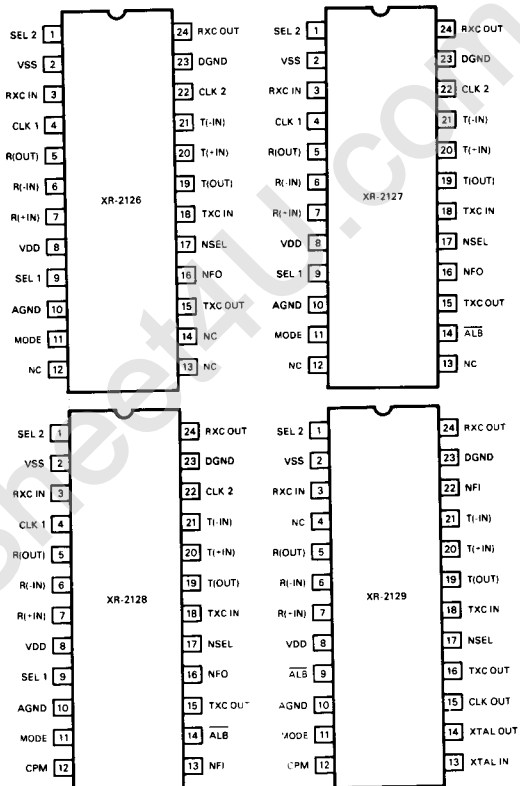 SEL 2 1 24 RXC OUT
VSS 2 23 DGND
RXC IN 3 22 CLK 2
CLK 1 4 21 T(-IN)
R(OUT) 5 20 T(+IN)
R(-IN) 6 19 T(OUT)
R(+IN) 7 18 TXC IN
XR-2126
VDD 8 17 NSEL
SEL 1 9 16 NFO
AGND 10 15 TXC OUT
MODE 11 14 NC
NC 12 13 NC
SEL 2 1 24 RXC OUT
VSS 2 23 DGND
RXC IN 3 22 CLK 2
CLK 1 4 21 T(-IN)
R(OUT) 5 20 T(+IN)
R(-IN) 6 19 T(OUT)
R(+IN) 7 18 TXC IN
XR-2127
VDD 8 17 NSEL
SEL 1 9 16 NFO
AGND 10 15 TXC OUT
MODE 11 14 ALB
NC 12 13 NC
SEL 2 1 24 RXC OUT
VSS 2 23 DGND
RXC IN 3 22 CLK 2
CLK 1 4 21 T(-IN)
R(OUT) 5 20 T(+IN)
R(-IN) 6 19 T(OUT)
XR-2128
R(+IN) 7 18 TXC IN
VDD 8 17 NSEL
SEL 1 9 16 NFO
AGND 10 15 TXC OUT
MODE 11 14 ALB
CPM 12 13 NFI
SEL 2 1 24 RXC OUT
VSS 2 23 DGND
RXC IN 3 22 NFI
NC 4 21 T(-IN)
R(OUT) 5 20 T(+IN)
R(-IN) 6 19 T(OUT)
XR-2129
R(+IN) 7 18 TXC IN
VDD 8 17 NSEL
ALB 9 16 TXC OUT
AGND 10 15 CLK OUT
MODE 11 14 XTAL OUT
CPM 12 13 XTAL IN
heet4U.com